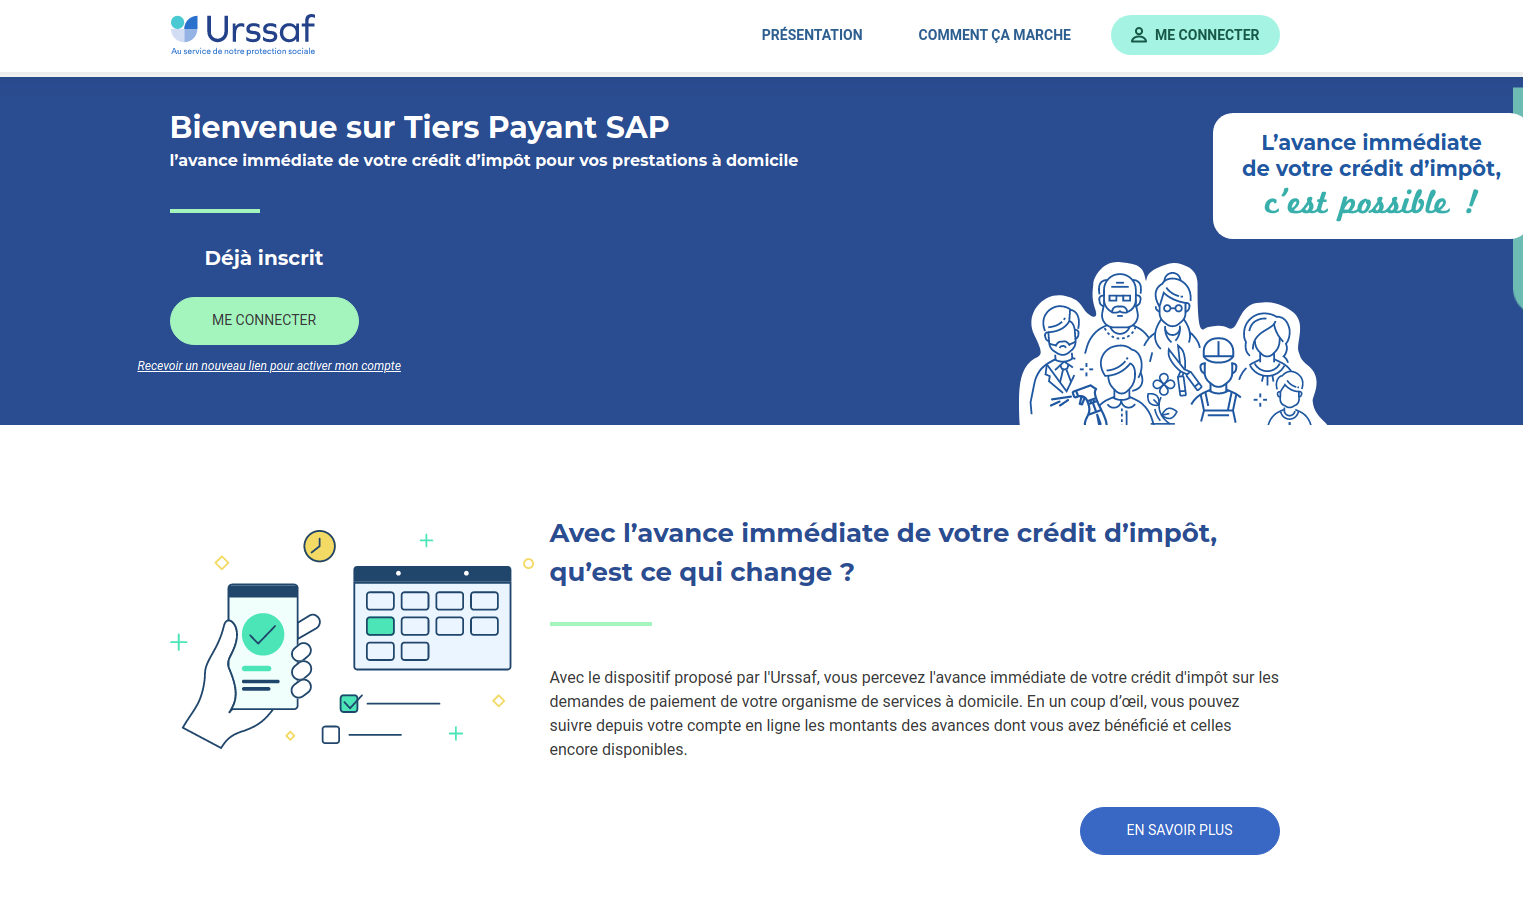 Urssaf
Au service de notre protection sociale
PRÉSENTATION
COMMENT ÇA MARCHE
ME CONNECTER
Bienvenue sur Tiers Payant SAP
l’avance immédiate de votre crédit d’impôt pour vos prestations à domicile
L’avance immédiate
de votre crédit d’impôt,
c’est possible !
Déjà inscrit
ME CONNECTER
Recevoir un nouveau lien pour activer mon compte
Avec l’avance immédiate de votre crédit d’impôt,
qu’est ce qui change ?
Avec le dispositif proposé par l'Urssaf, vous percevez l'avance immédiate de votre crédit d'impôt sur les
demandes de paiement de votre organisme de services à domicile. En un coup d’œil, vous pouvez
suivre depuis votre compte en ligne les montants des avances dont vous avez bénéficié et celles
encore disponibles.
EN SAVOIR PLUS